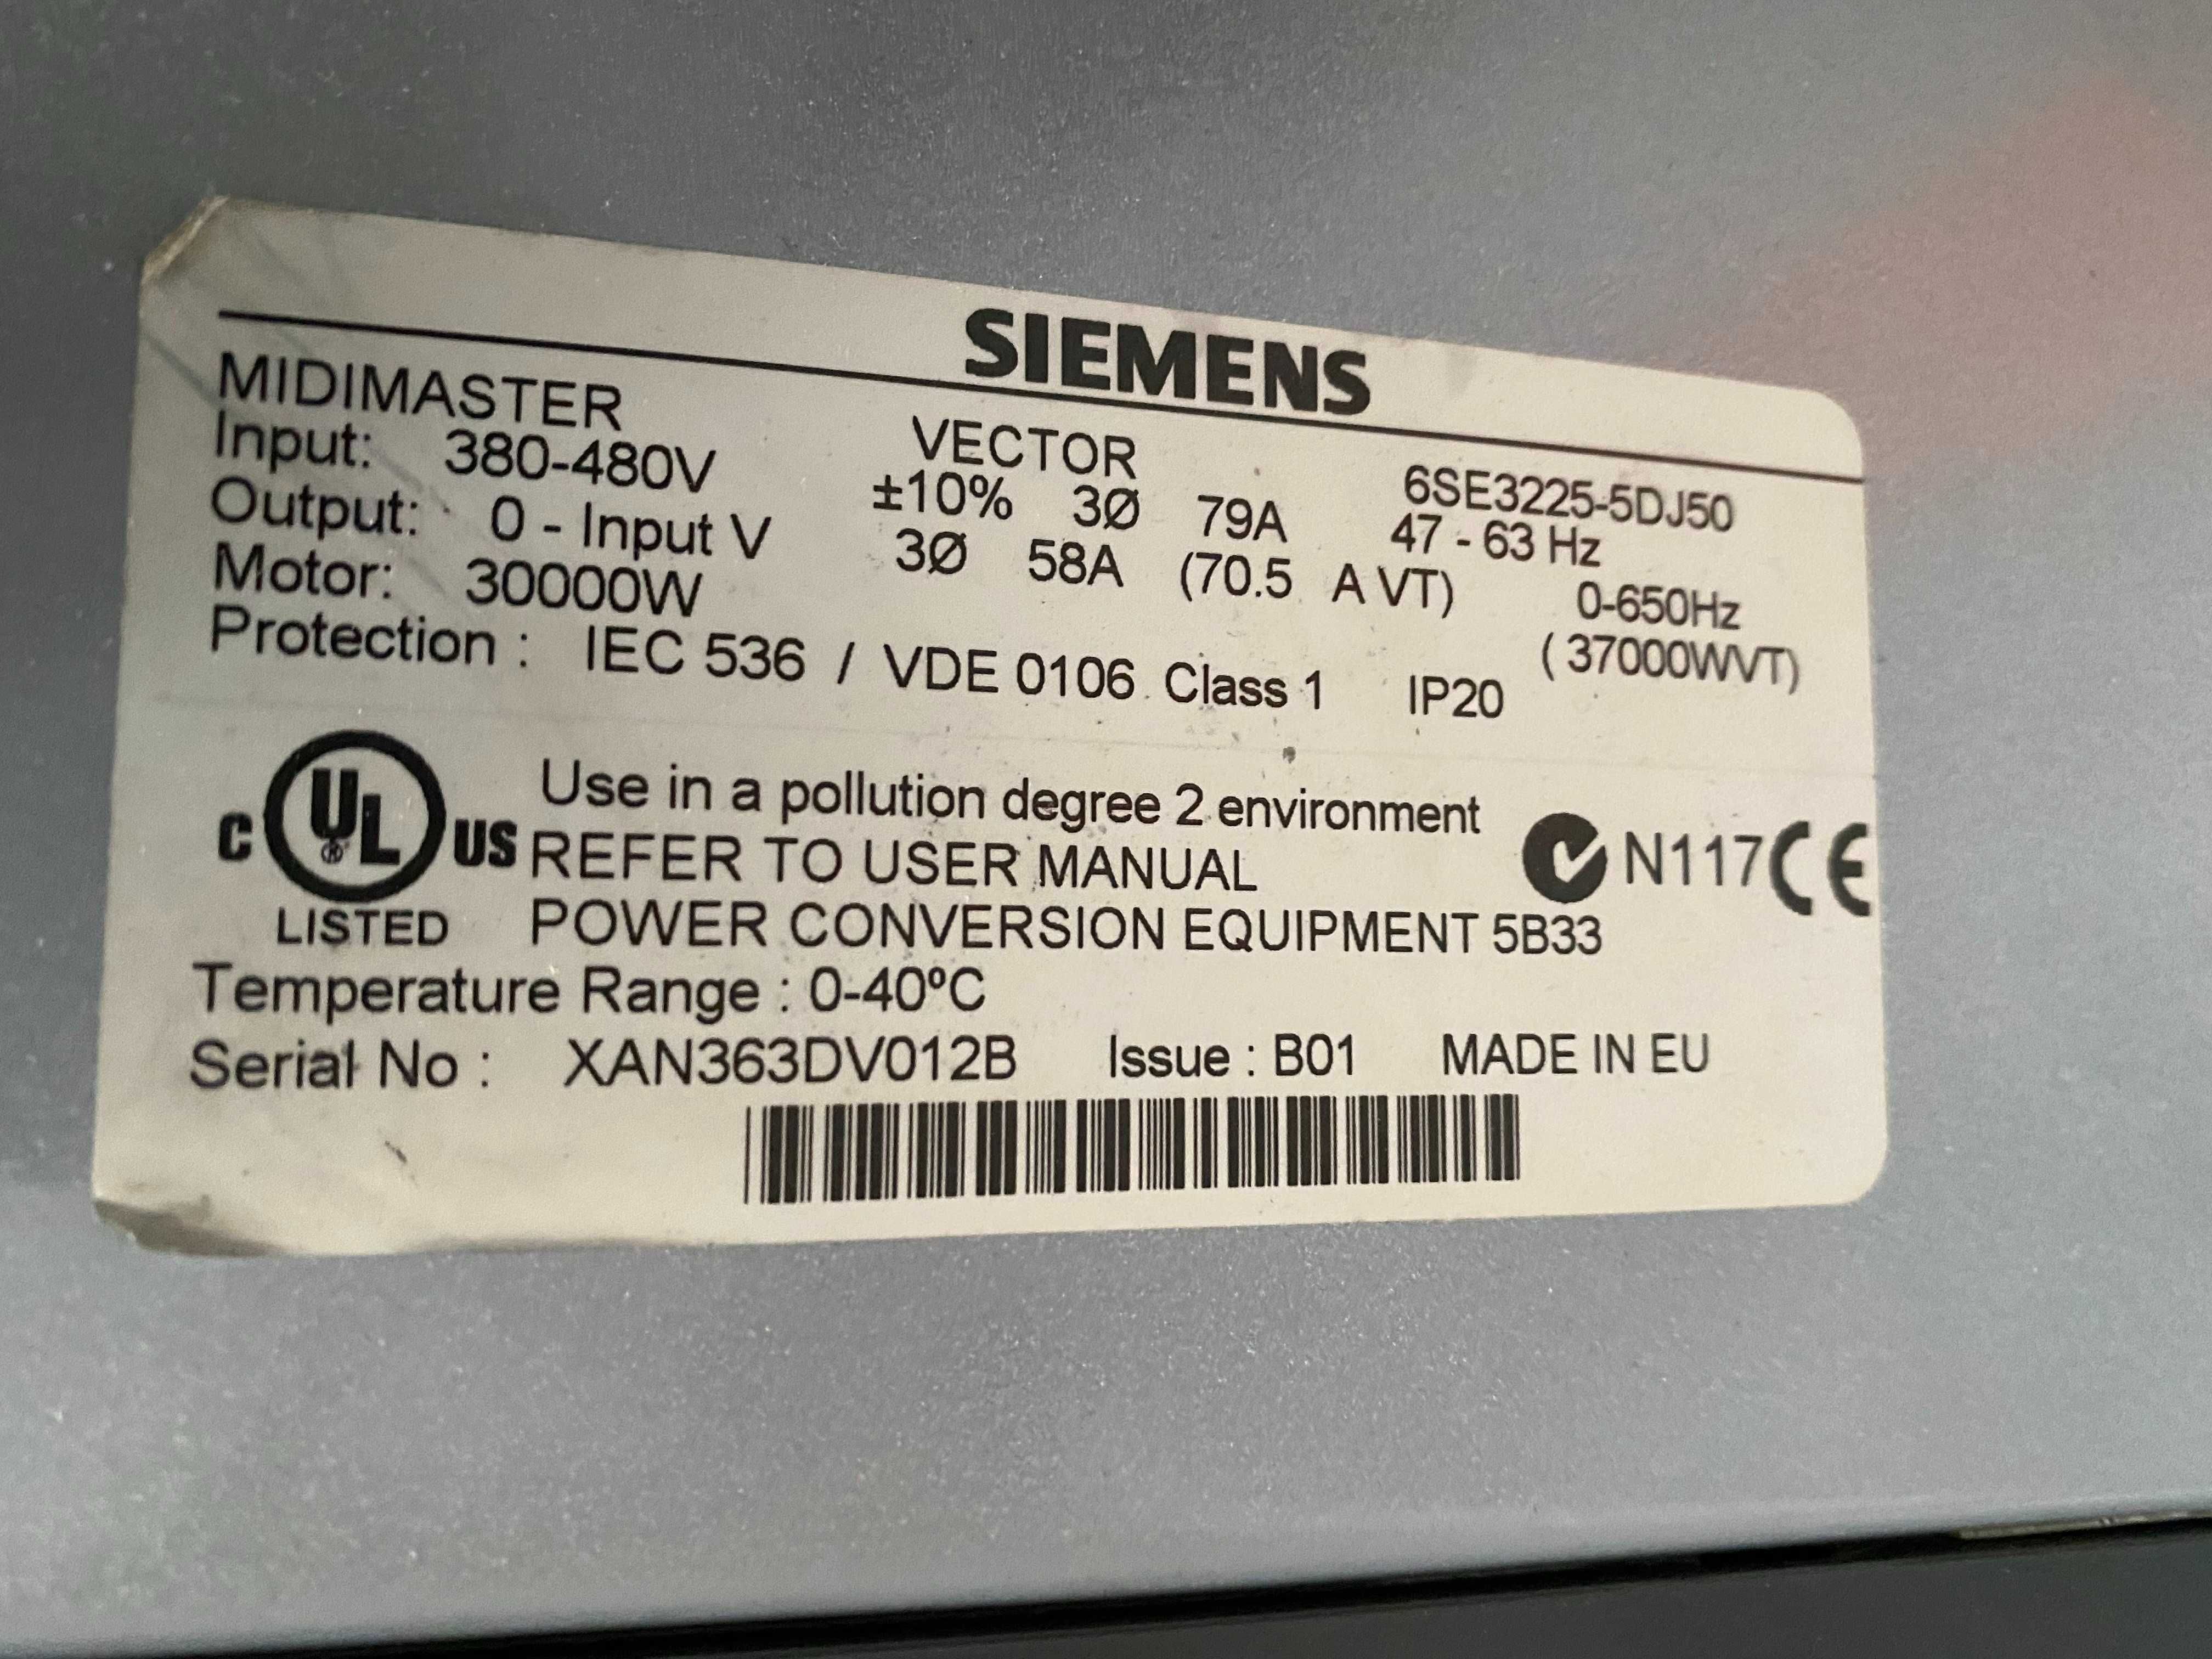 SIEMENS
MIDIMASTER VECTOR 6SE3225-5DJ50
Input: 380-480V ±10% 3Ø 79A 47 - 63 Hz
Output: 0 - Input V 3Ø 58A (70.5 A VT) 0-650Hz
Motor: 30000W (37000WVT)
Protection : IEC 536 / VDE 0106 Class 1 IP20
Use in a pollution degree 2 environment
C UL ® US REFER TO USER MANUAL N117 CE
LISTED POWER CONVERSION EQUIPMENT 5B33
Temperature Range : 0-40ºC
Serial No : XAN363DV012B Issue : B01 MADE IN EU